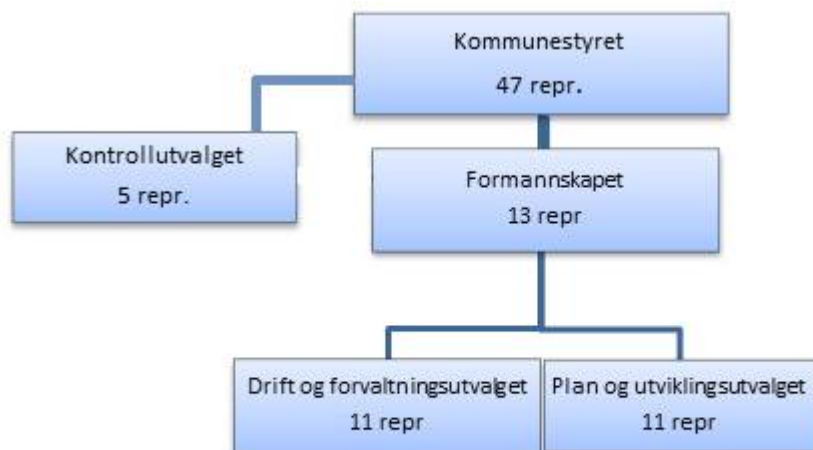 Kommunestyret
47 repr.
Kontrollutvalget
5 repr.
Formannskapet
13 repr
Drift og forvaltningsutvalget
11 repr
Plan og utviklingsutvalget
11 repr